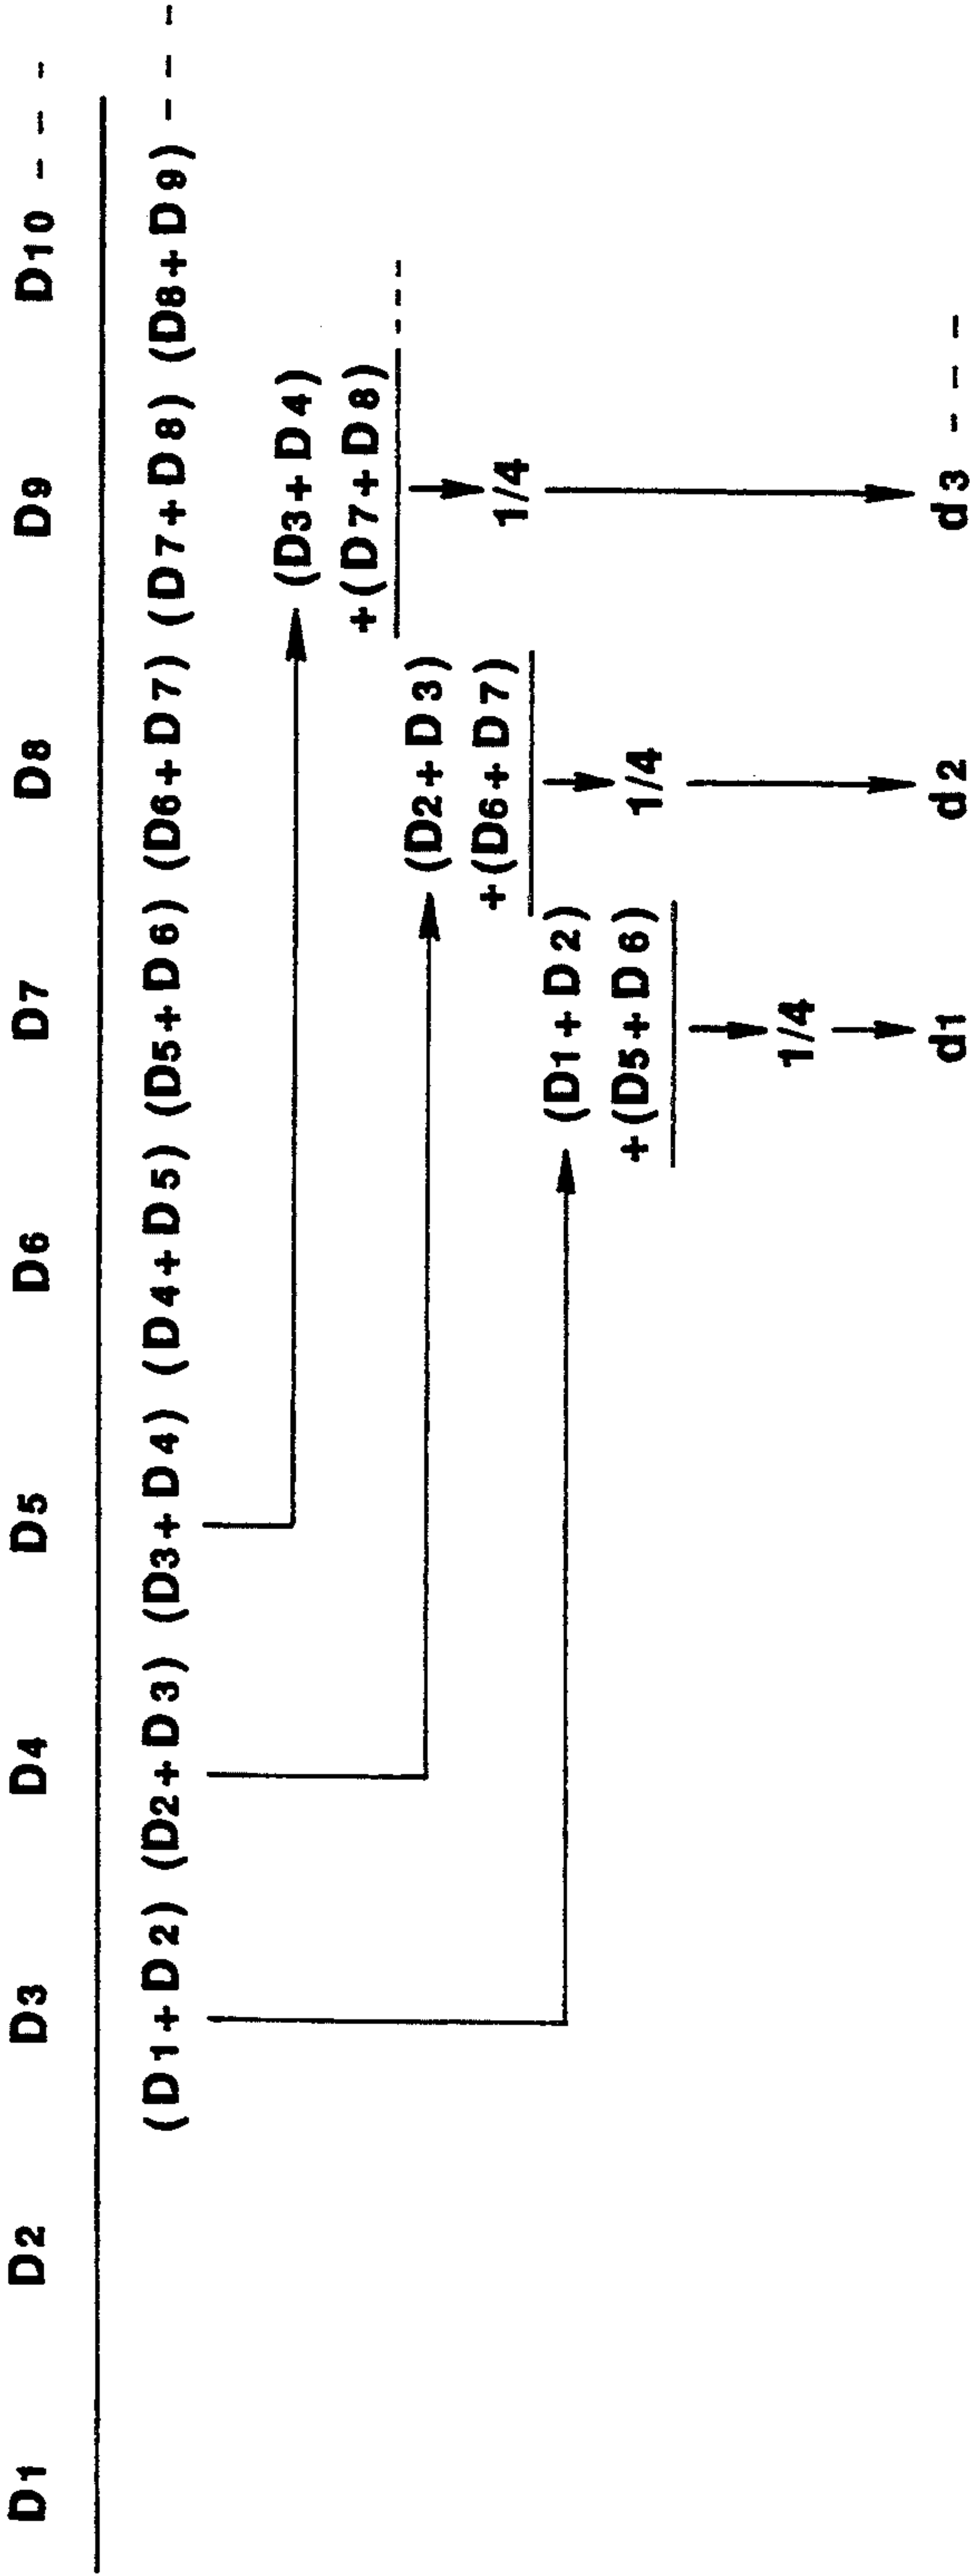 D1 D2 D3 D4 D5 D6 D7 D8 D9 D10 - - -
(D1+D2) (D2+D3) (D3+D4) (D4+D5) (D5+D6) (D6+D7) (D7+D8) (D8+D9) - - -
(D3+D4)
+(D7+D8) ---
1/4
(D2+D3)
+(D6+D7)
1/4
(D1+D2)
+(D5+D6)
1/4
d1 d2 d3 - - -